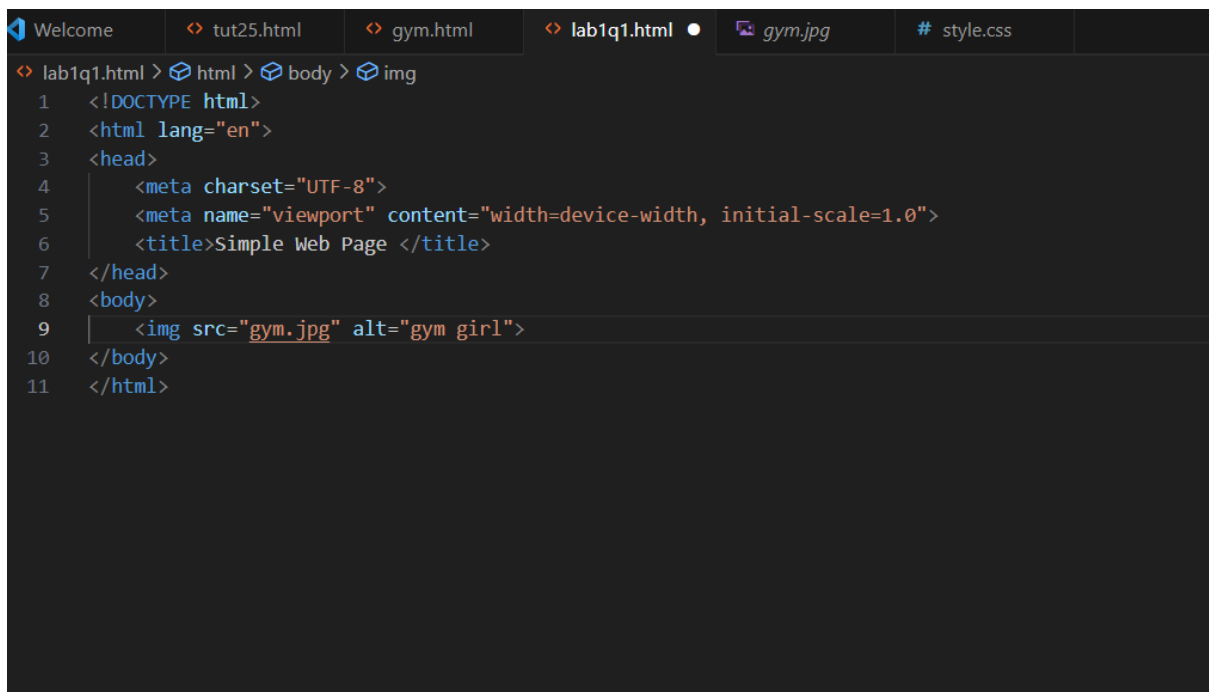 Welcome tut25.html gym.html lab1q1.html gym.jpg # style.css
lab1q1.html > html > body > img
1 <!DOCTYPE html>
2 <html lang="en">
3 <head>
4 <meta charset="UTF-8">
5 <meta name="viewport" content="width=device-width, initial-scale=1.0">
6 <title>Simple Web Page </title>
7 </head>
8 <body>
9 <img src="gym.jpg" alt="gym girl">
10 </body>
11 </html>